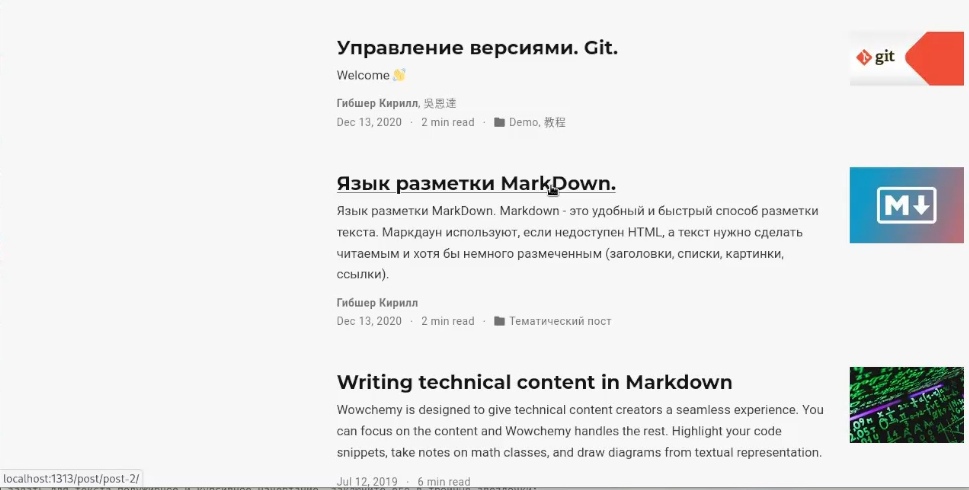 Управление версиями. Git.
Welcome 👋
Гибшер Кирилл, 吳恩達
Dec 13, 2020 · 2 min read · Demo, 教程
git
Язык разметки MarkDown.
Язык разметки MarkDown. Markdown - это удобный и быстрый способ разметки
текста. Маркдаун используют, если недоступен HTML, а текст нужно сделать
читаемым и хотя бы немного размеченным (заголовки, списки, картинки,
ссылки).
Гибшер Кирилл
Dec 13, 2020 · 2 min read · Тематический пост
M
Writing technical content in Markdown
Wowchemy is designed to give technical content creators a seamless experience. You
can focus on the content and Wowchemy handles the rest. Highlight your code
snippets, take notes on math classes, and draw diagrams from textual representation.
Jul 12, 2019 · 6 min read
localhost:1313/post/post-2/